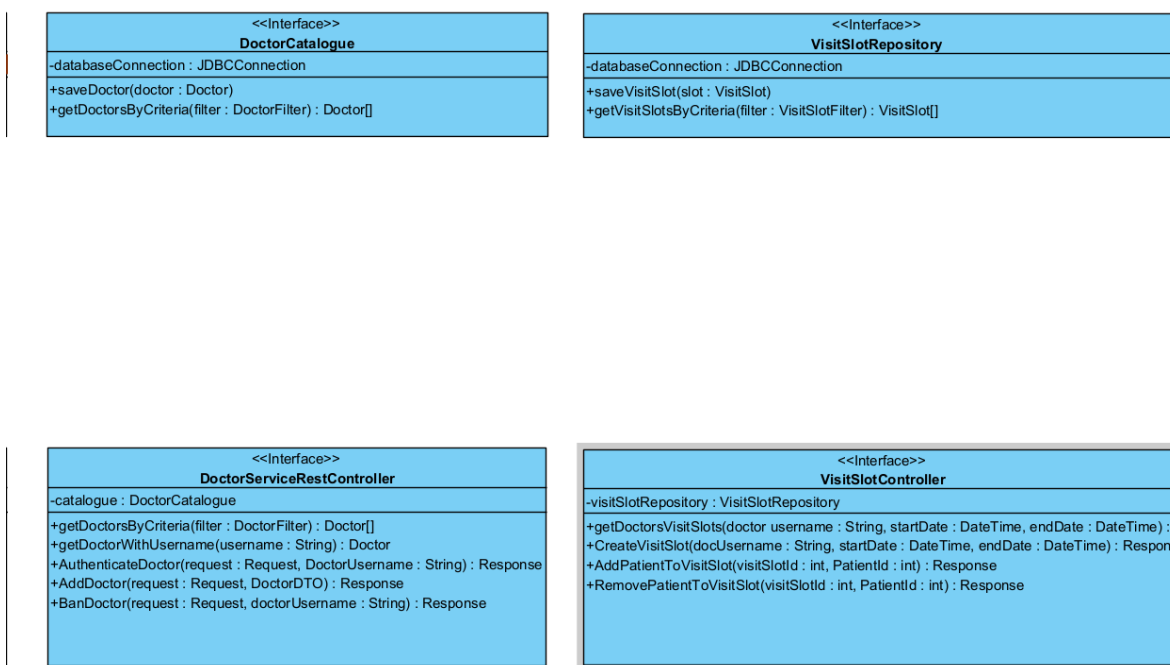 <<Interface>>
DoctorCatalogue
-databaseConnection : JDBCConnection
+saveDoctor(doctor : Doctor)
+getDoctorsByCriteria(filter : DoctorFilter) : Doctor[]
<<Interface>>
VisitSlotRepository
-databaseConnection : JDBCConnection
+saveVisitSlot(slot : VisitSlot)
+getVisitSlotsByCriteria(filter : VisitSlotFilter) : VisitSlot[]
<<Interface>>
DoctorServiceRestController
-catalogue : DoctorCatalogue
+getDoctorsByCriteria(filter : DoctorFilter) : Doctor[]
+getDoctorWithUsername(username : String) : Doctor
+AuthenticateDoctor(request : Request, DoctorUsername : String) : Response
+AddDoctor(request : Request, DoctorDTO) : Response
+BanDoctor(request : Request, doctorUsername : String) : Response
<<Interface>>
VisitSlotController
-visitSlotRepository : VisitSlotRepository
+getDoctorsVisitSlots(doctor username : String, startDate : DateTime, endDate : DateTime) :
+CreateVisitSlot(docUsername : String, startDate : DateTime, endDate : DateTime) : Respon
+AddPatientToVisitSlot(visitSlotId : int, PatientId : int) : Response
+RemovePatientToVisitSlot(visitSlotId : int, PatientId : int) : Response